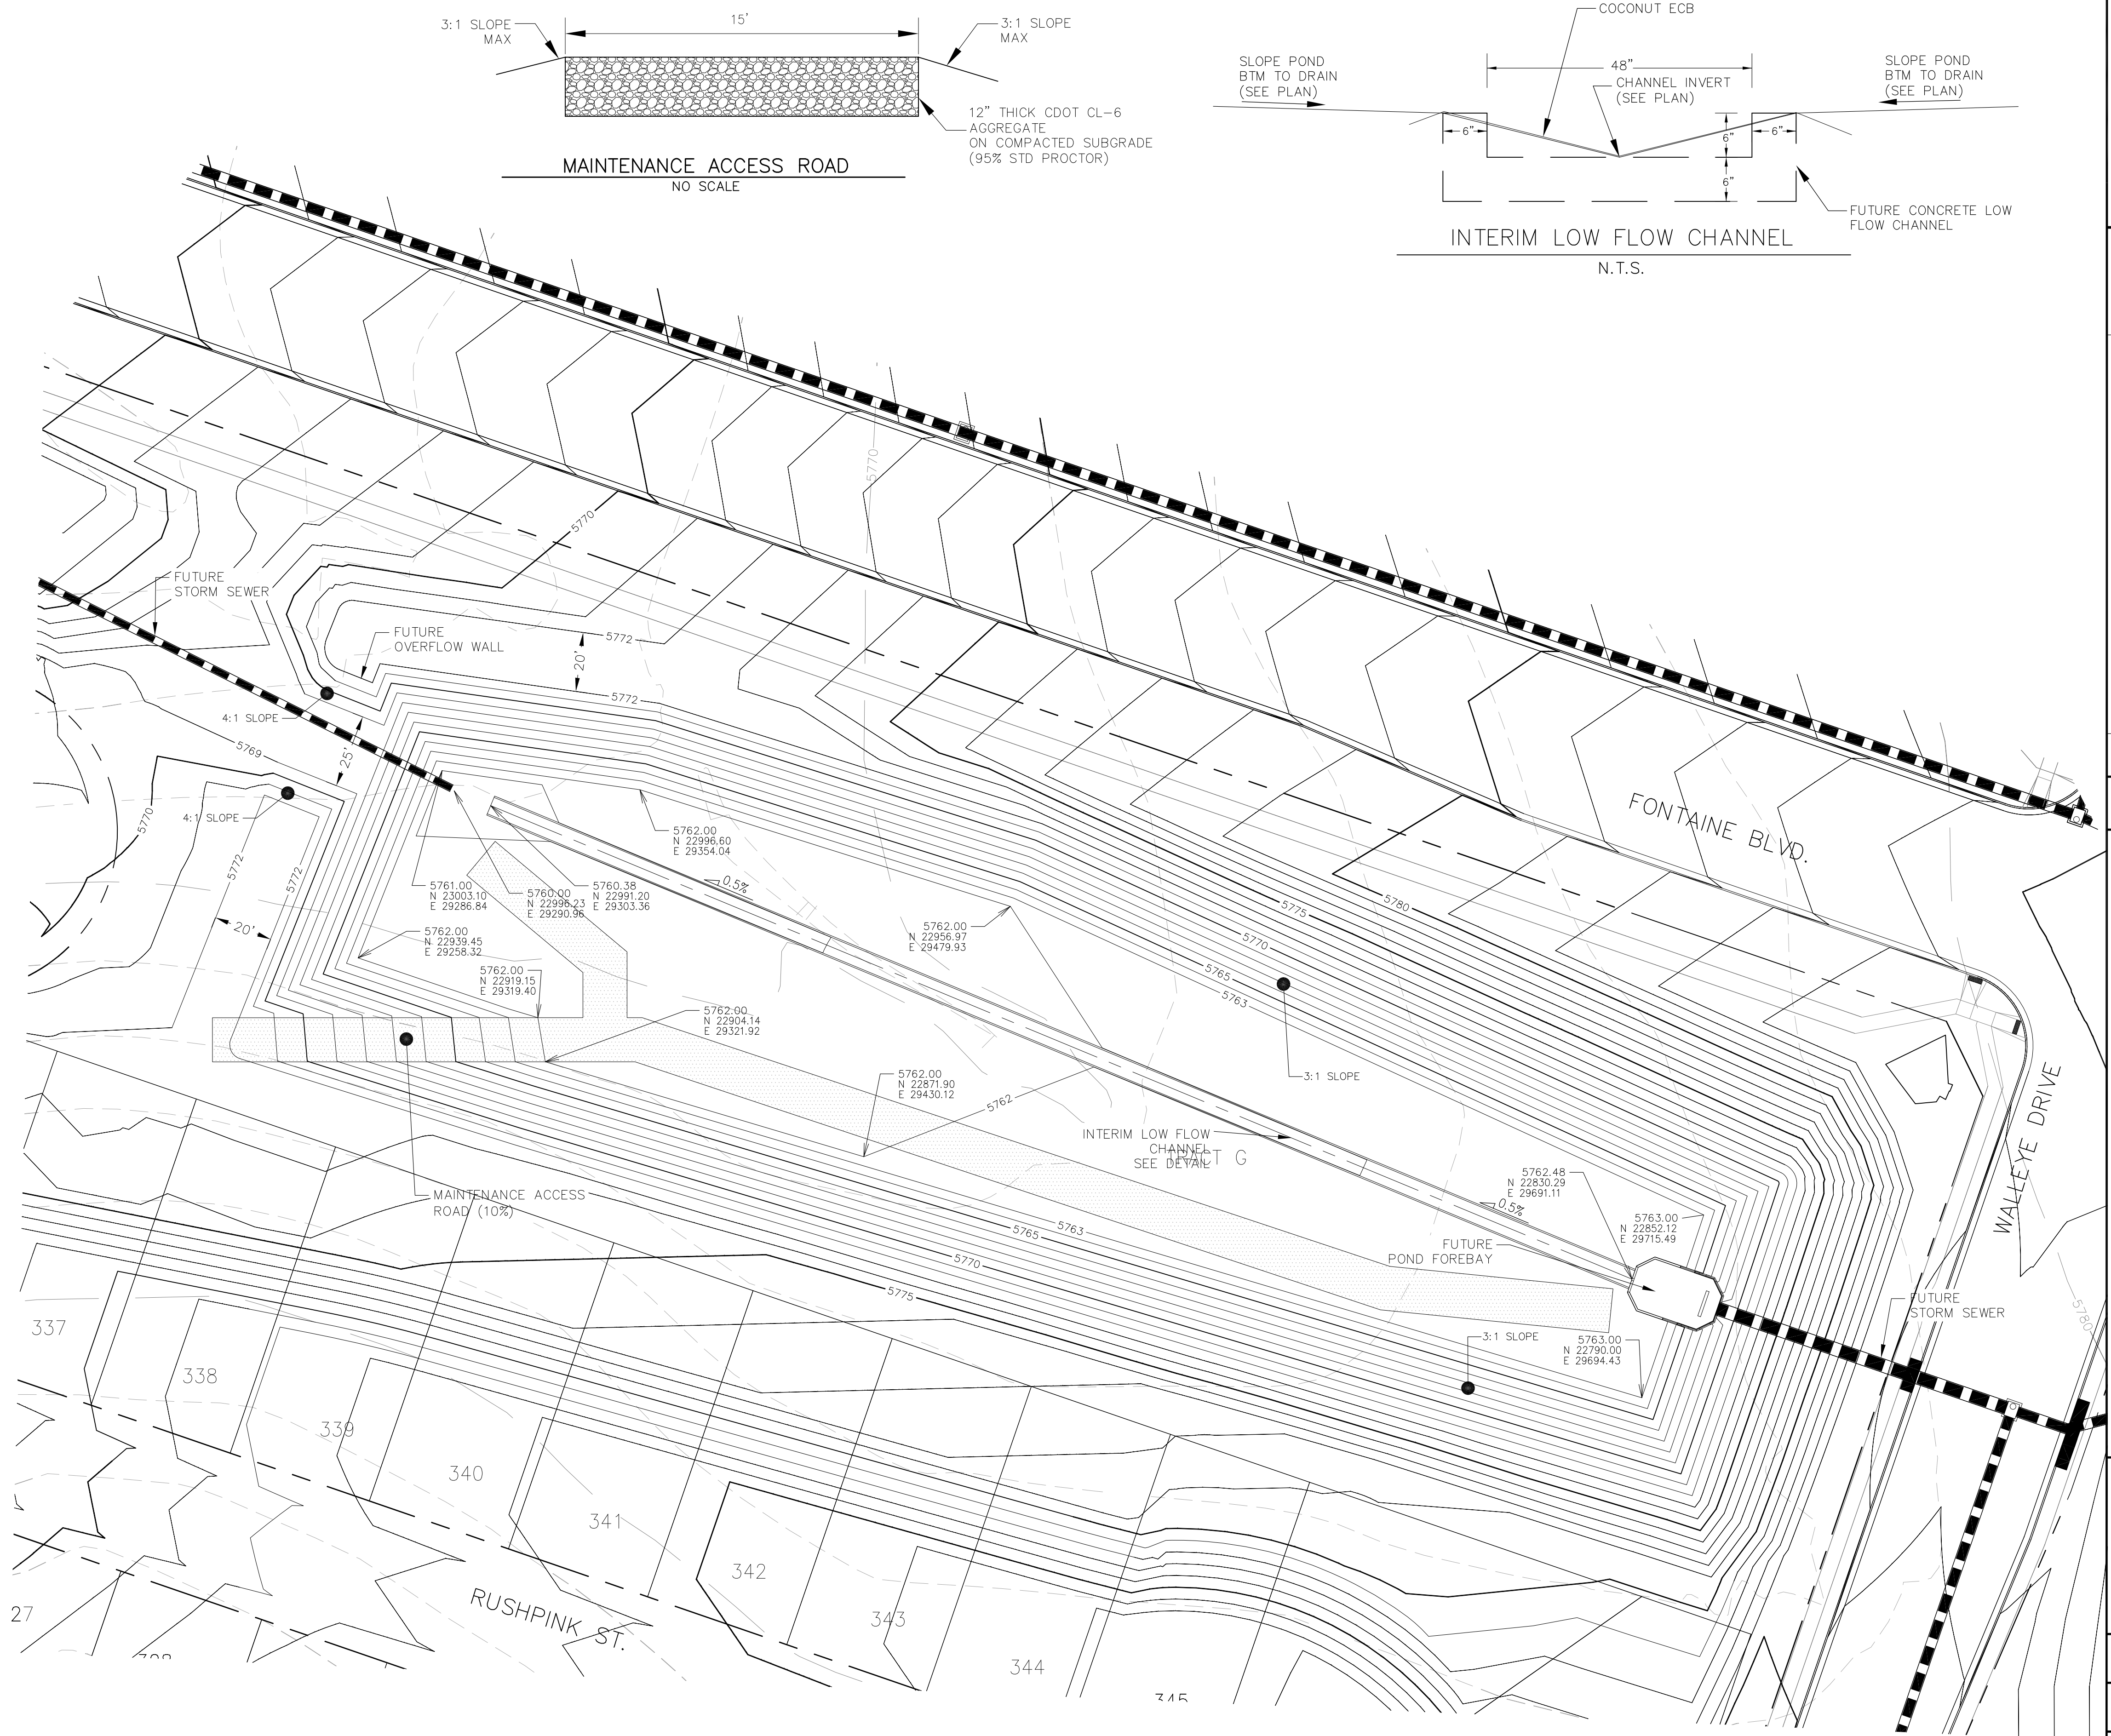 3:1 SLOPE
MAX
15'
3:1 SLOPE
MAX
12" THICK CDOT CL-6
AGGREGATE
ON COMPACTED SUBGRADE
(95% STD PROCTOR)
MAINTENANCE ACCESS ROAD
NO SCALE
COCONUT ECB
SLOPE POND
BTM TO DRAIN
(SEE PLAN)
48"
CHANNEL INVERT
(SEE PLAN)
SLOPE POND
BTM TO DRAIN
(SEE PLAN)
6"
6"
6"
6"
FUTURE CONCRETE LOW
FLOW CHANNEL
INTERIM LOW FLOW CHANNEL
N.T.S.
5770
5770
FUTURE
STORM SEWER
FUTURE
OVERFLOW WALL
5772
20'
5772
4:1 SLOPE
5769
25'
5770
4:1 SLOPE
5772
5772
20'
5762.00
N 22996.60
E 29354.04
5761.00
N 23003.10
E 29286.84
5760.00
N 22996.23
E 29290.96
5760.38
N 22991.20
E 29303.36
0.5%
5762.00
N 22939.45
E 29258.32
5762.00
N 22956.97
E 29479.93
5762.00
N 22919.15
E 29319.40
5762.00
N 22904.14
E 29321.92
5780
5775
5770
5765
5763
FONTAINE BLVD.
3:1 SLOPE
5762.00
N 22871.90
E 29430.12
5762
INTERIM LOW FLOW
CHANNEL
SEE DETAIL
TRACT G
WALLEYE DRIVE
MAINTENANCE ACCESS
ROAD (10%)
5762.48
N 22830.29
E 29691.11
0.5%
5763.00
N 22852.12
E 29715.49
5763
5765
5770
5775
FUTURE
POND FOREBAY
FUTURE
STORM SEWER
5780
3:1 SLOPE
5763.00
N 22790.00
E 29694.43
337
338
339
340
341
342
343
344
345
27
RUSHPINK ST.